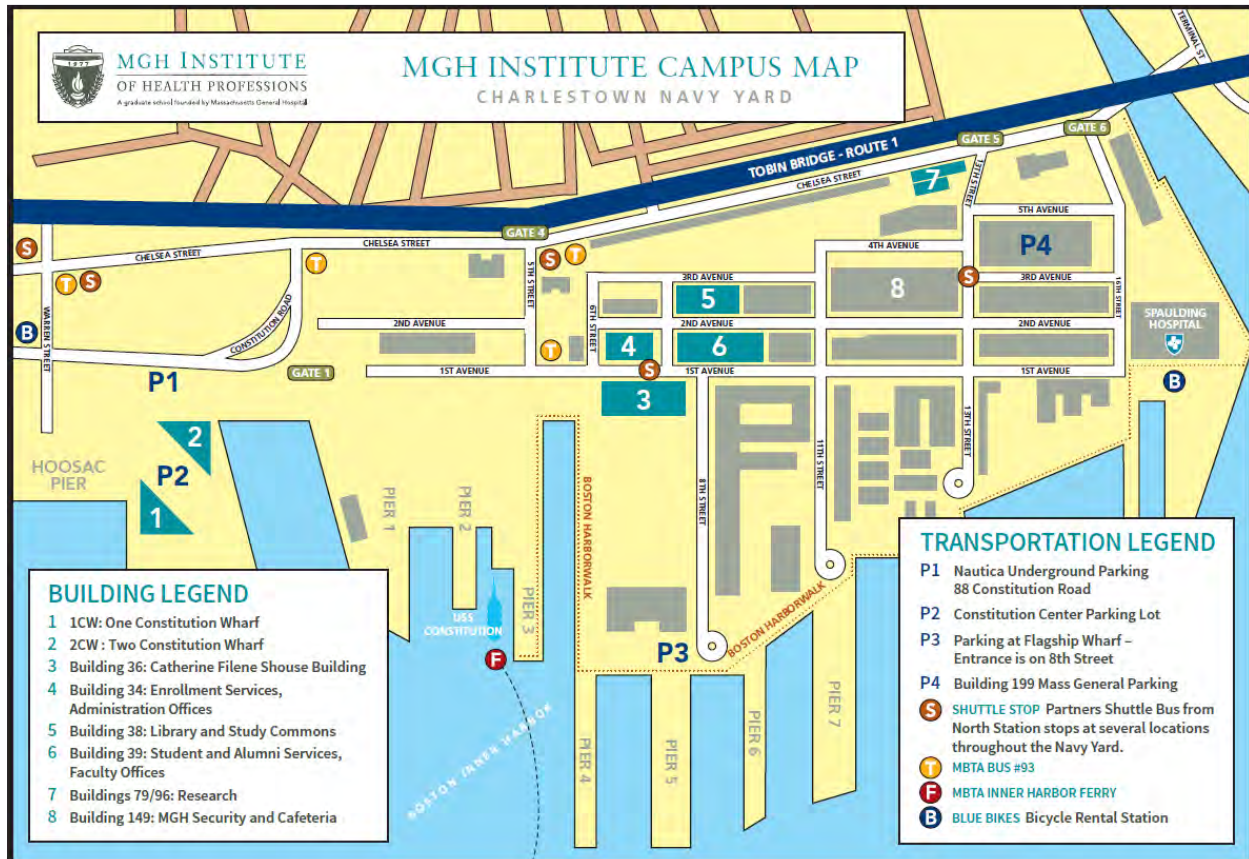 1977
MGH INSTITUTE
OF HEALTH PROFESSIONS
A graduate school founded by Massachusetts General Hospital
MGH INSTITUTE CAMPUS MAP
CHARLESTOWN NAVY YARD
TERMINAL ST
TOBIN BRIDGE - ROUTE 1
GATE 5
GATE 6
CHELSEA STREET
7
13TH STREET
5TH AVENUE
P4
GATE 4
S
CHELSEA STREET
CHELSEA STREET
T
S
T
4TH AVENUE
S
T
S
3RD AVENUE
3RD AVENUE
5
8
5TH STREET
6TH STREET
16TH STREET
WARREN STREET
CONSTITUTION ROAD
B
2ND AVENUE
2ND AVENUE
2ND AVENUE
SPAULDING
HOSPITAL
T
4
6
P1
GATE 1
1ST AVENUE
S
1ST AVENUE
1ST AVENUE
B
3
2
P2
1
HOOSAC
PIER
PIER 1
PIER 2
PIER 3
BOSTON HARBORWALK
8TH STREET
11TH STREET
13TH STREET
USS
CONSTITUTION
F
P3
BOSTON HARBORWALK
BOSTON INNER HARBOR
PIER 4
PIER 5
PIER 6
PIER 7
BUILDING LEGEND
1 1CW: One Constitution Wharf
2 2CW : Two Constitution Wharf
3 Building 36: Catherine Filene Shouse Building
4 Building 34: Enrollment Services,
Administration Offices
5 Building 38: Library and Study Commons
6 Building 39: Student and Alumni Services,
Faculty Offices
7 Buildings 79/96: Research
8 Building 149: MGH Security and Cafeteria
TRANSPORTATION LEGEND
P1 Nautica Underground Parking
88 Constitution Road
P2 Constitution Center Parking Lot
P3 Parking at Flagship Wharf –
Entrance is on 8th Street
P4 Building 199 Mass General Parking
S SHUTTLE STOP Partners Shuttle Bus from
North Station stops at several locations
throughout the Navy Yard.
T MBTA BUS #93
F MBTA INNER HARBOR FERRY
B BLUE BIKES Bicycle Rental Station